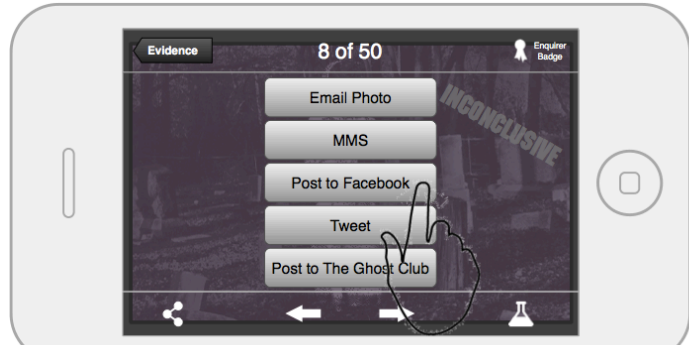 Evidence
8 of 50
Enquirer
Badge
INCONCLUSIVE
Email Photo
MMS
Post to Facebook
Tweet
Post to The Ghost Club